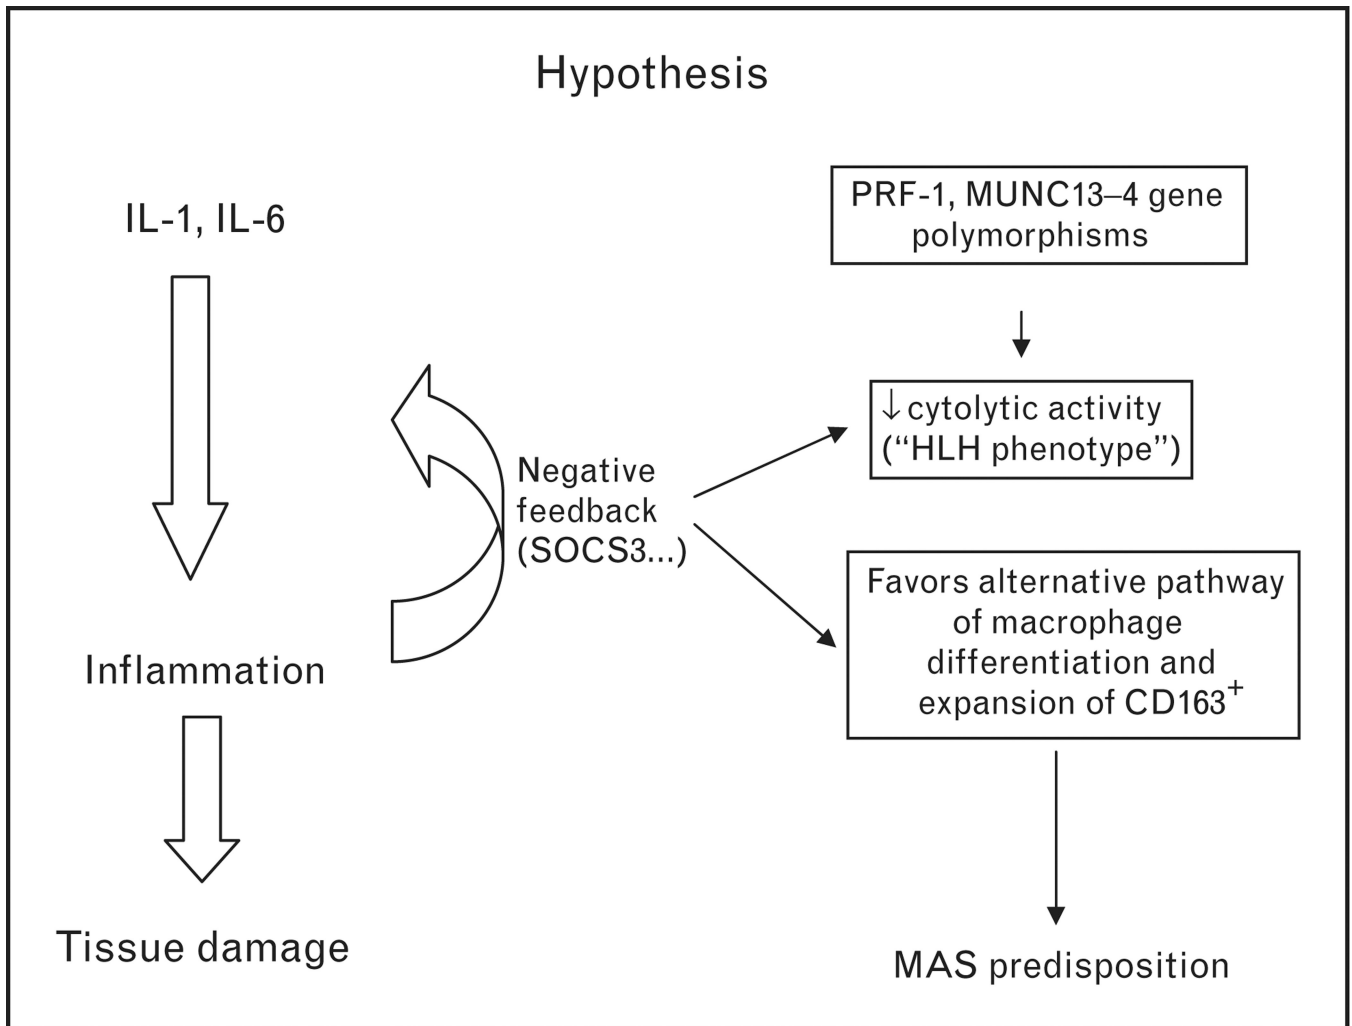 Hypothesis
IL-1, IL-6
Inflammation
Tissue damage
Negative
feedback
(SOCS3...)
PRF-1, MUNC13–4 gene
polymorphisms
↓cytolytic activity
(“HLH phenotype”)
Favors alternative pathway
of macrophage
differentiation and
expansion of CD163⁺
MAS predisposition